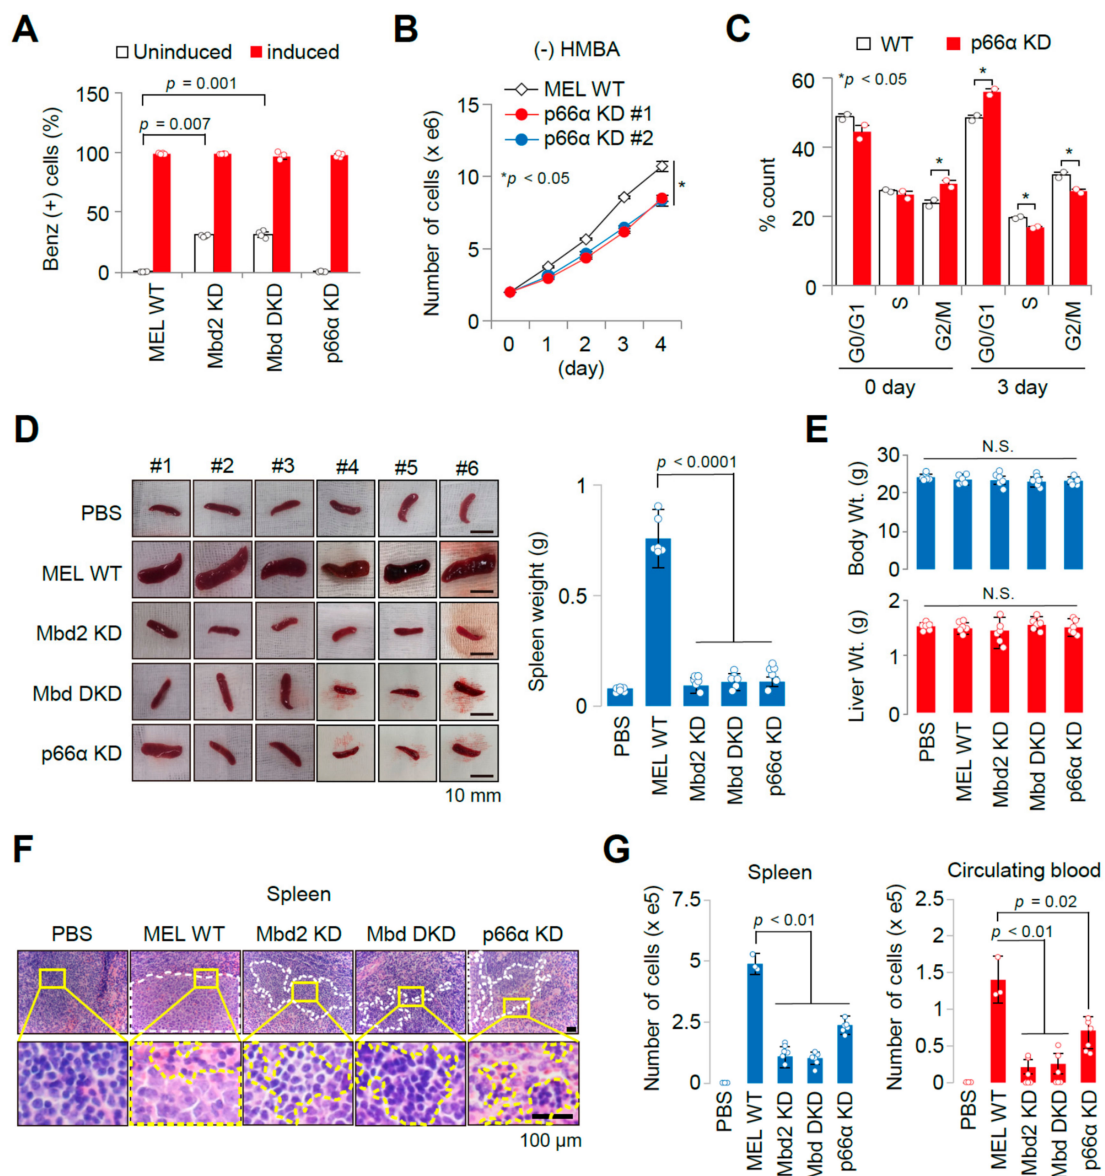 A
Uninduced induced
Benz (+) cells (%)
150
100
50
0
p = 0.001
p = 0.007
MEL WT
Mbd2 KD
Mbd DKD
p66α KD
B
(-) HMBA
MEL WT
p66α KD #1
p66α KD #2
*p < 0.05
*
Number of cells (x e6)
15
10
5
0
0 1 2 3 4
(day)
C
WT p66α KD
*p < 0.05
% count
60
40
20
0
* * * *
G0/G1 S G2/M G0/G1 S G2/M
0 day 3 day
D
#1 #2 #3 #4 #5 #6
PBS
MEL WT
Mbd2 KD
Mbd DKD
p66α KD
10 mm
Spleen weight (g)
1
0.5
0
p < 0.0001
PBS
MEL WT
Mbd2 KD
Mbd DKD
p66α KD
E
N.S.
Body Wt. (g)
30
20
10
0
N.S.
Liver Wt. (g)
2
1
0
PBS
MEL WT
Mbd2 KD
Mbd DKD
p66α KD
F
Spleen
PBS MEL WT Mbd2 KD Mbd DKD p66α KD
100 μm
G
Spleen
Number of cells (x e5)
7.5
5
2.5
0
p < 0.01
PBS
MEL WT
Mbd2 KD
Mbd DKD
p66α KD
Circulating blood
Number of cells (x e5)
2.5
2
1.5
1
0.5
0
p = 0.02
p < 0.01
PBS
MEL WT
Mbd2 KD
Mbd DKD
p66α KD